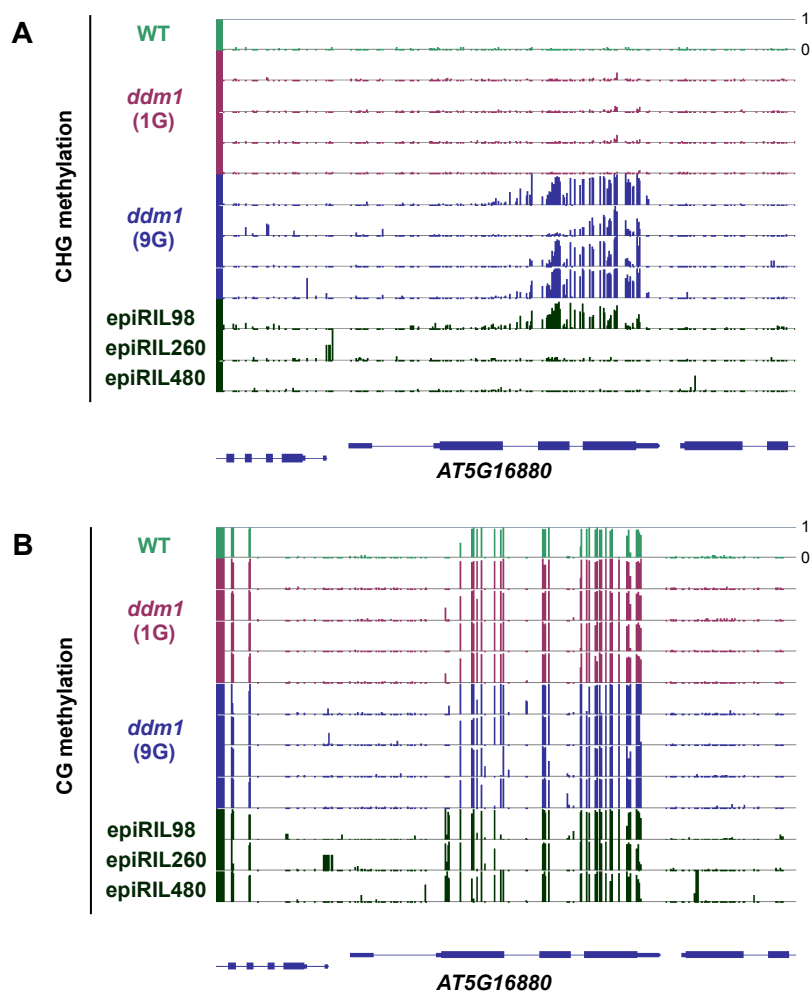 A
CHG methylation
WT
1
0
ddm1
(1G)
ddm1
(9G)
epiRIL98
epiRIL260
epiRIL480
AT5G16880
B
CG methylation
WT
1
0
ddm1
(1G)
ddm1
(9G)
epiRIL98
epiRIL260
epiRIL480
AT5G16880